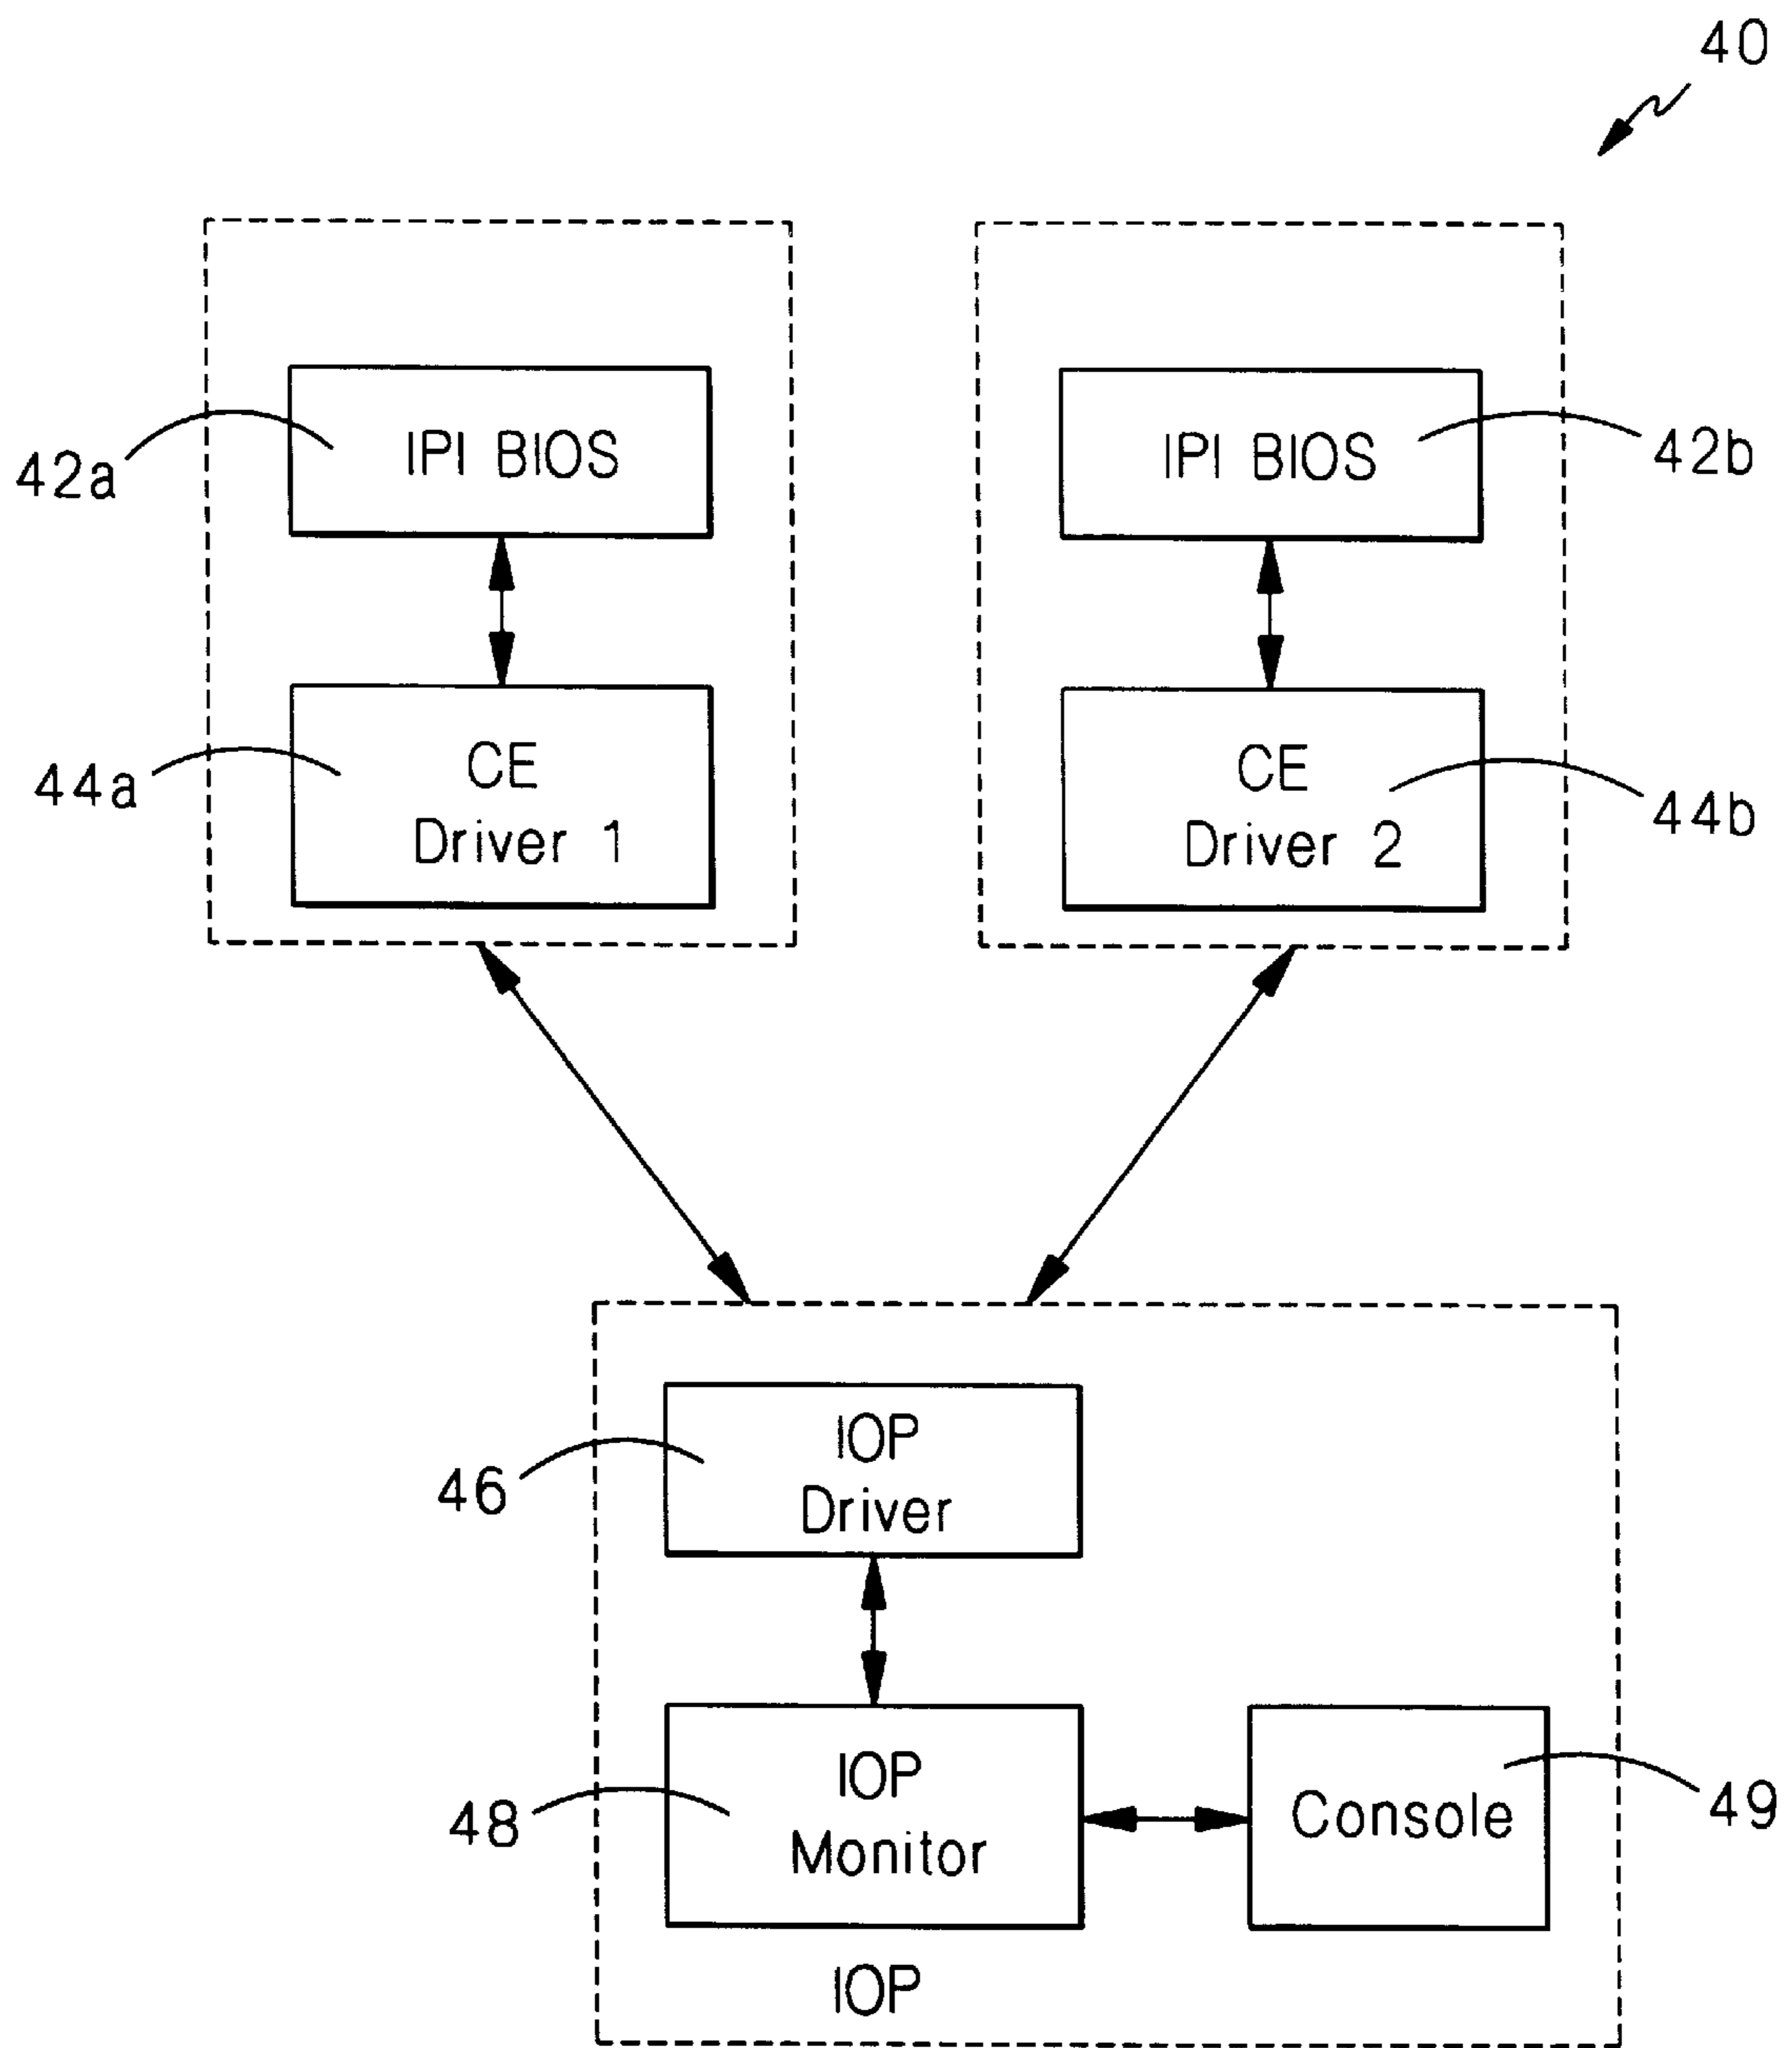 40
IPI BIOS
42a
IPI BIOS
42b
CE
Driver 1
44a
CE
Driver 2
44b
IOP
Driver
46
IOP
Monitor
48
Console
49
IOP